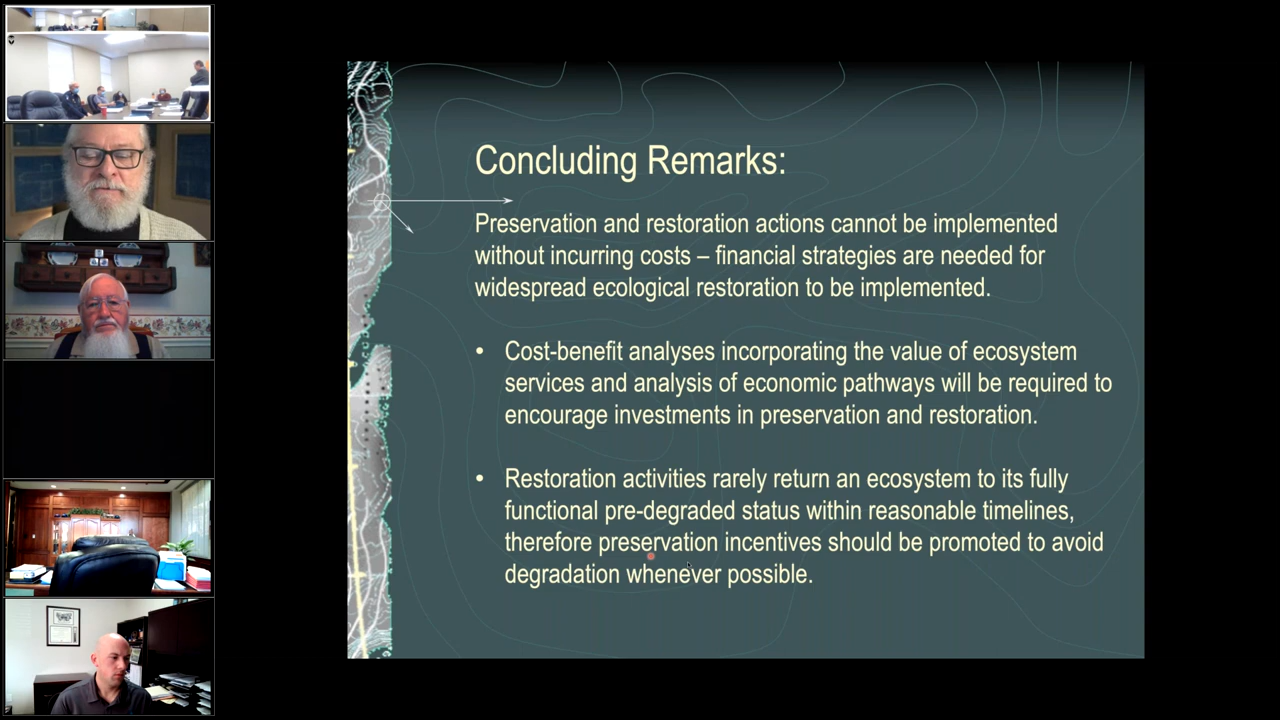 Concluding Remarks:
Preservation and restoration actions cannot be implemented
without incurring costs – financial strategies are needed for
widespread ecological restoration to be implemented.
• Cost-benefit analyses incorporating the value of ecosystem
services and analysis of economic pathways will be required to
encourage investments in preservation and restoration.
• Restoration activities rarely return an ecosystem to its fully
functional pre-degraded status within reasonable timelines,
therefore preservation incentives should be promoted to avoid
degradation whenever possible.